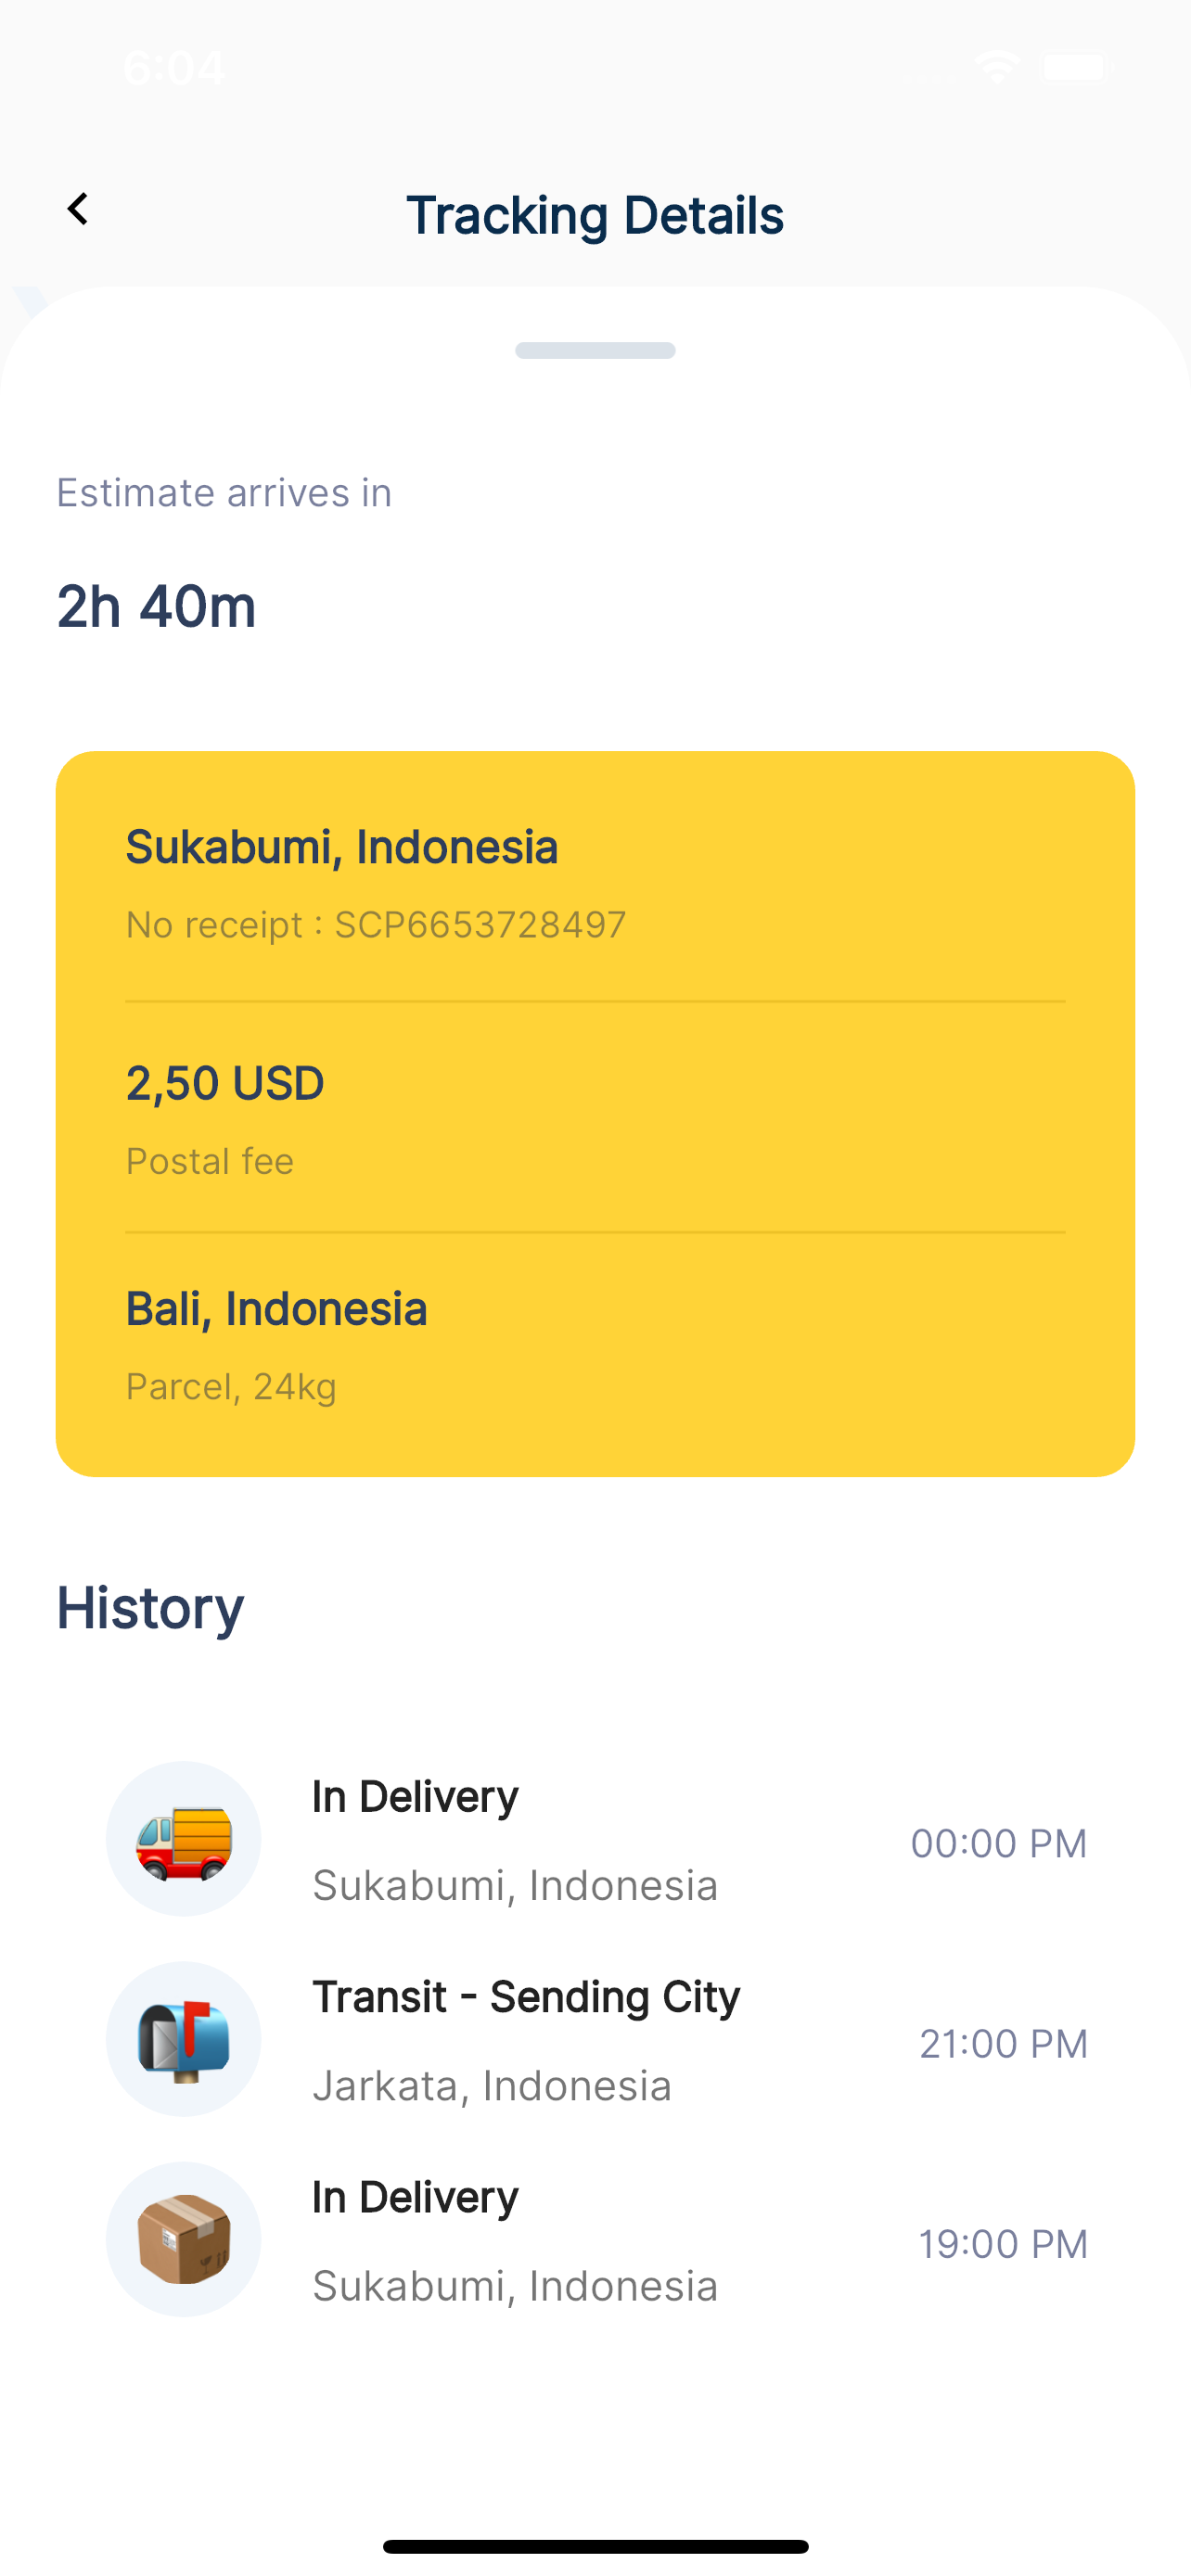 6:04
Tracking Details
Estimate arrives in
2h 40m
Sukabumi, Indonesia
No receipt : SCP6653728497
2,50 USD
Postal fee
Bali, Indonesia
Parcel, 24kg
History
In Delivery
00:00 PM
Sukabumi, Indonesia
Transit - Sending City
21:00 PM
Jarkata, Indonesia
In Delivery
19:00 PM
Sukabumi, Indonesia